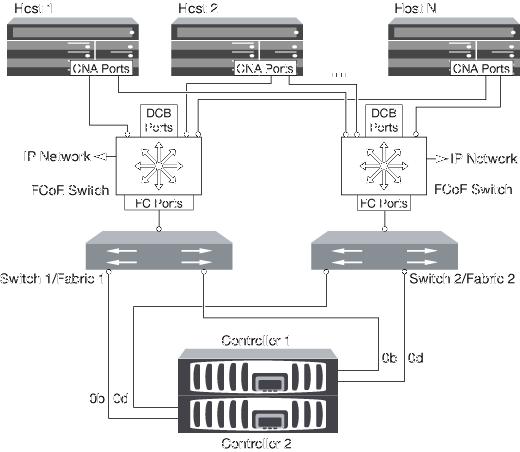 Host 1
Host 2
Host N
CNA Ports
CNA Ports
CNA Ports
DCB
Ports
DCB
Ports
IP Network
IP Network
FCoE Switch
FCoE Switch
FC Ports
FC Ports
Switch 1/Fabric 1
Switch 2/Fabric 2
Controller 1
0b
0d
0b
0d
Controller 2